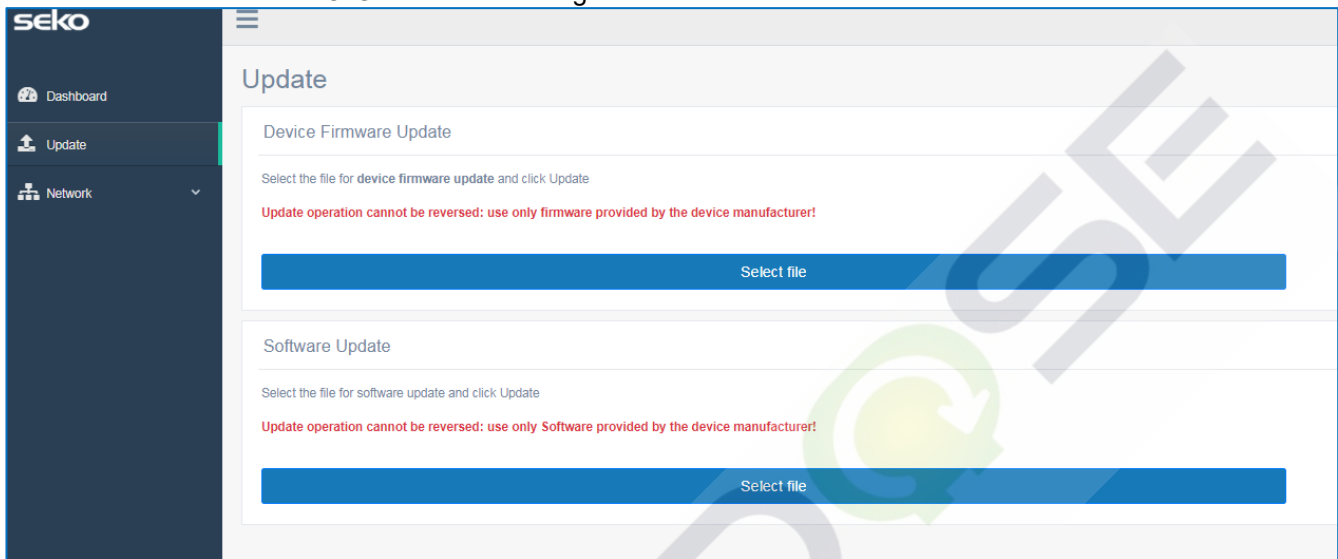 seko
Dashboard
Update
Network
Update
Device Firmware Update
Select the file for device firmware update and click Update
Update operation cannot be reversed: use only firmware provided by the device manufacturer!
Select file
Software Update
Select the file for software update and click Update
Update operation cannot be reversed: use only Software provided by the device manufacturer!
Select file